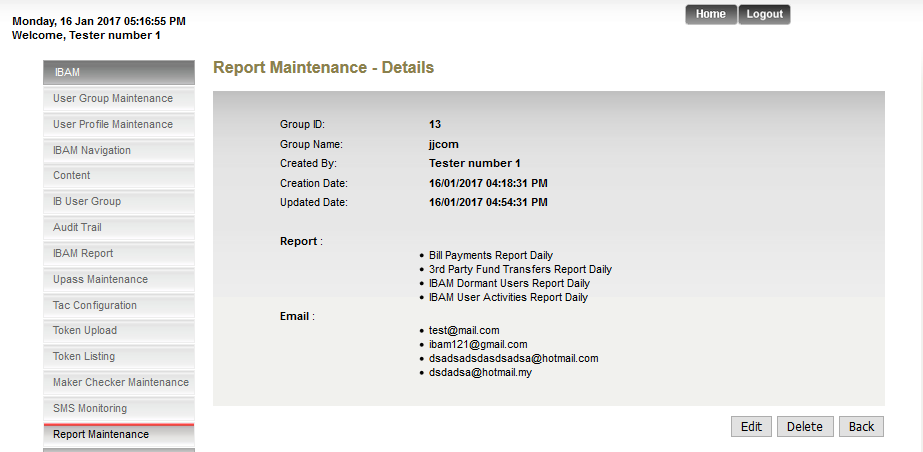 Home Logout
Monday, 16 Jan 2017 05:16:55 PM
Welcome, Tester number 1
IBAM
User Group Maintenance
User Profile Maintenance
IBAM Navigation
Content
IB User Group
Audit Trail
IBAM Report
Upass Maintenance
Tac Configuration
Token Upload
Token Listing
Maker Checker Maintenance
SMS Monitoring
Report Maintenance
Report Maintenance - Details
Group ID: 13
Group Name: jjcom
Created By: Tester number 1
Creation Date: 16/01/2017 04:18:31 PM
Updated Date: 16/01/2017 04:54:31 PM
Report :
• Bill Payments Report Daily
• 3rd Party Fund Transfers Report Daily
• IBAM Dormant Users Report Daily
• IBAM User Activities Report Daily
Email :
• test@mail.com
• ibam121@gmail.com
• dsadsadsdasdsadsa@hotmail.com
• dsdadsa@hotmail.my
Edit Delete Back